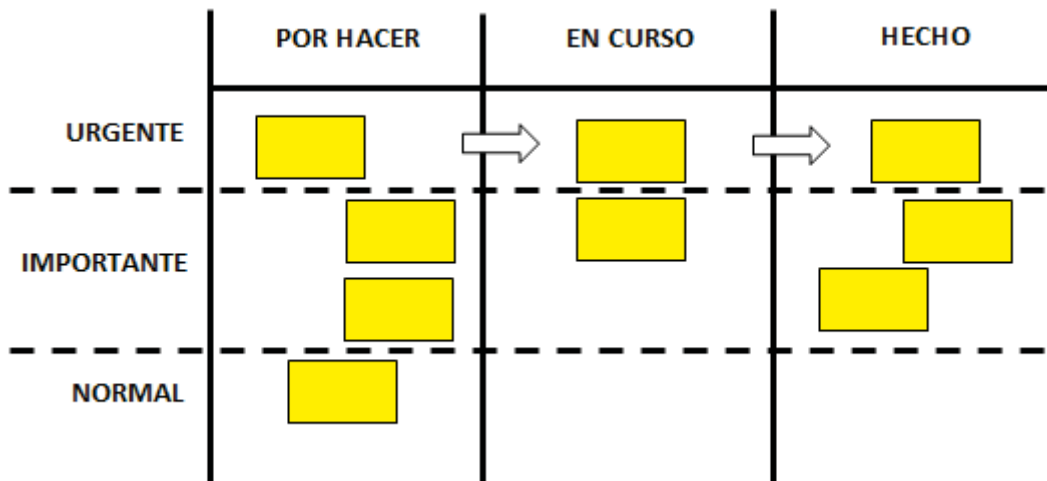 POR HACER
EN CURSO
HECHO
URGENTE
IMPORTANTE
NORMAL